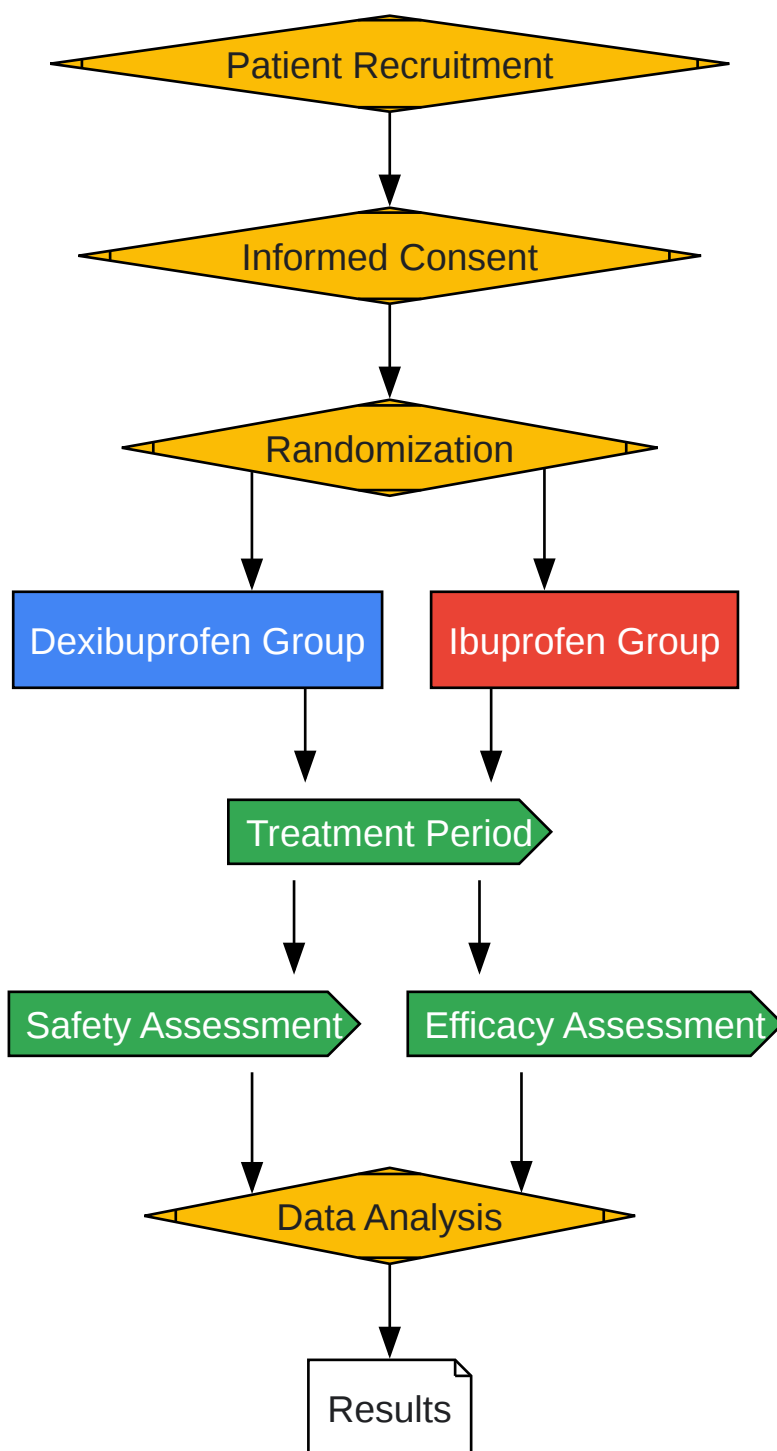 Patient Recruitment
Informed Consent
Randomization
Dexibuprofen Group
Ibuprofen Group
Treatment Period
Safety Assessment
Efficacy Assessment
Data Analysis
Results